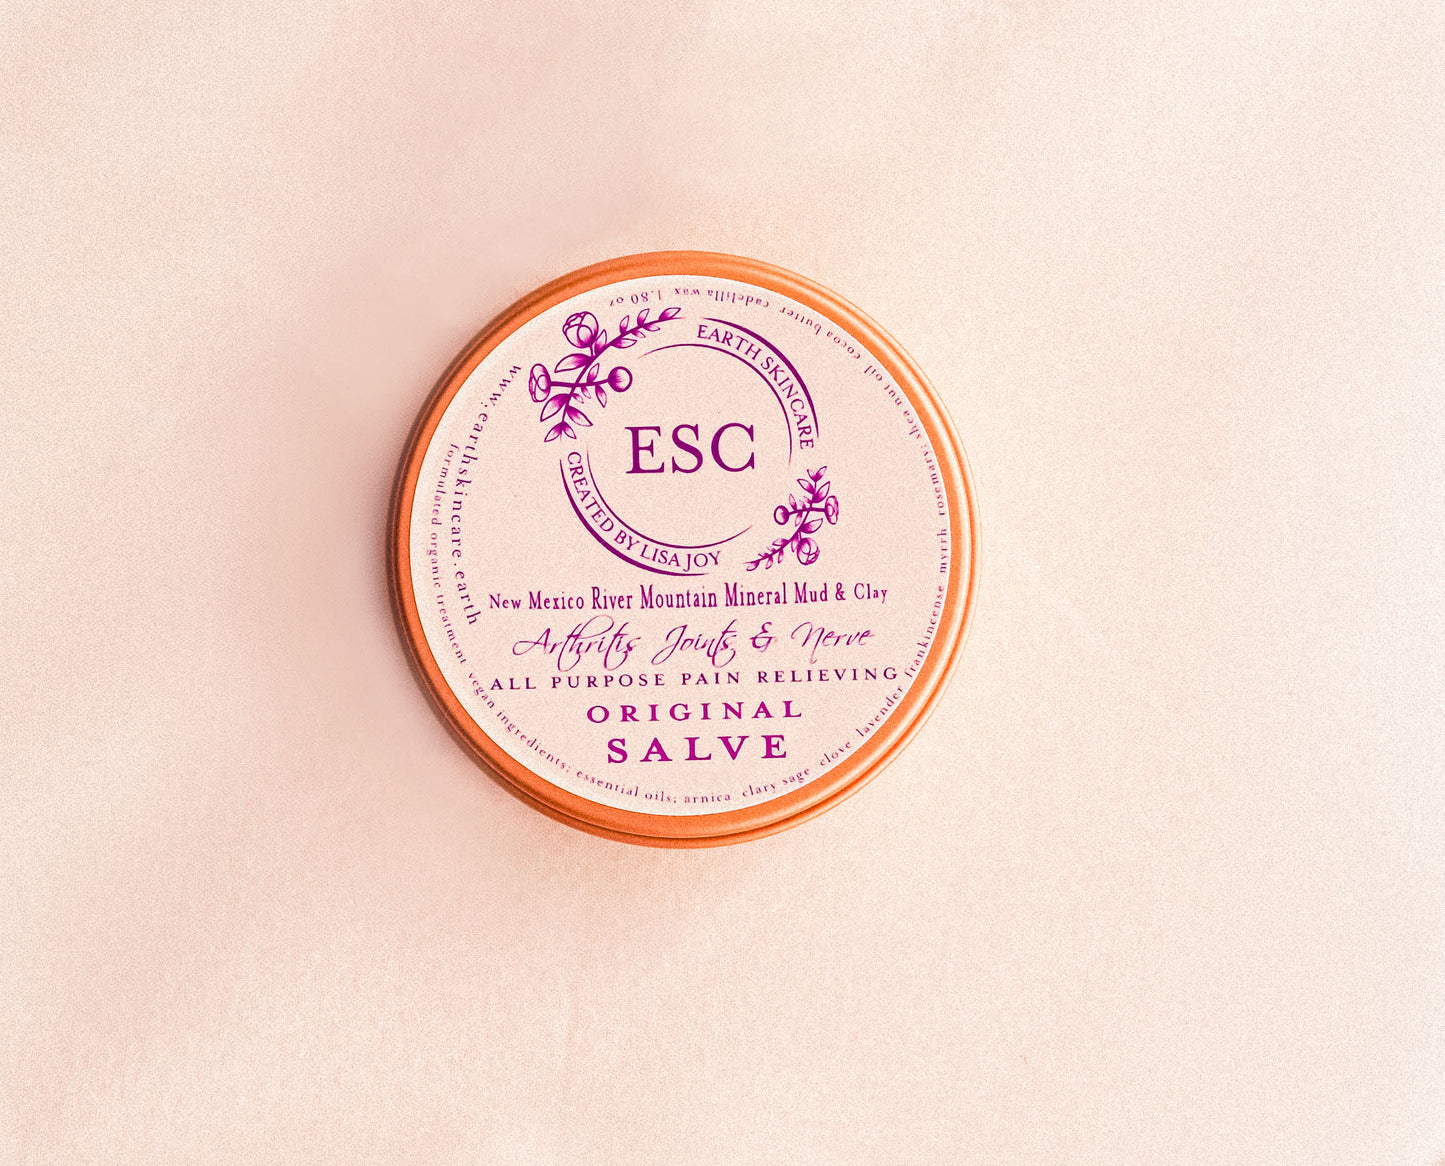 EARTH SKINCARE
ESC
CREATED BY LISA JOY
New Mexico River Mountain Mineral Mud & Clay
Arthritis Joints & Nerve
ALL PURPOSE PAIN RELIEVING
ORIGINAL
SALVE
www.earthskincare.earth
formulated organic treatment vegan ingredients; essential oils; arnica clary sage clove lavender frankincense myrrh rosemary; shea nut oil cocoa butter cadelilla wax 1.80 oz